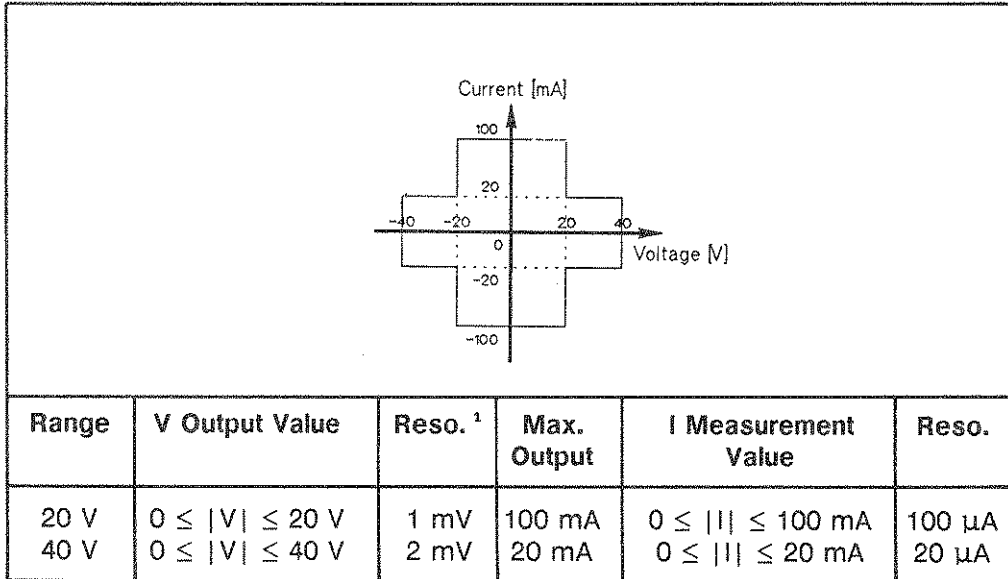 Current [mA]
100
20
-40 -20 20 40
0
Voltage [V]
-20
-100
Range V Output Value Reso. ¹ Max. Output I Measurement Value Reso.
20 V 0 ≤ |V| ≤ 20 V 1 mV 100 mA 0 ≤ |I| ≤ 100 mA 100 µA
40 V 0 ≤ |V| ≤ 40 V 2 mV 20 mA 0 ≤ |I| ≤ 20 mA 20 µA